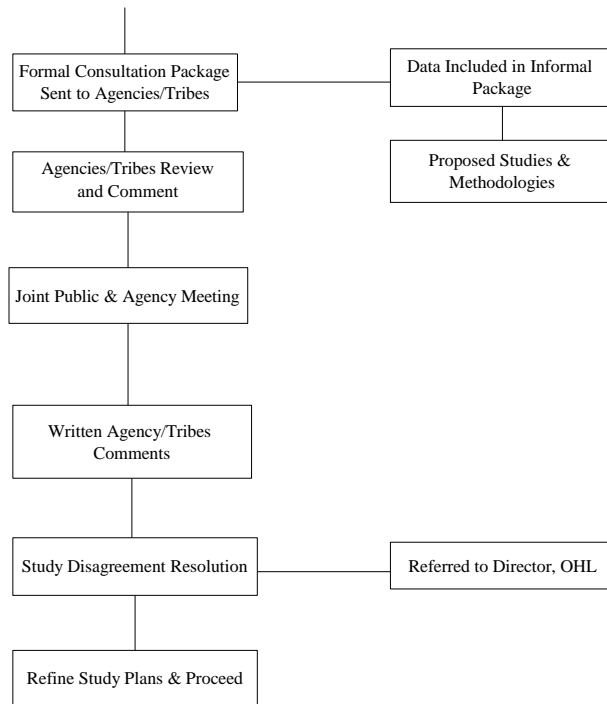 Formal Consultation Package
Sent to Agencies/Tribes
Data Included in Informal
Package
Agencies/Tribes Review
and Comment
Proposed Studies &
Methodologies
Joint Public & Agency Meeting
Written Agency/Tribes
Comments
Study Disagreement Resolution
Referred to Director, OHL
Refine Study Plans & Proceed